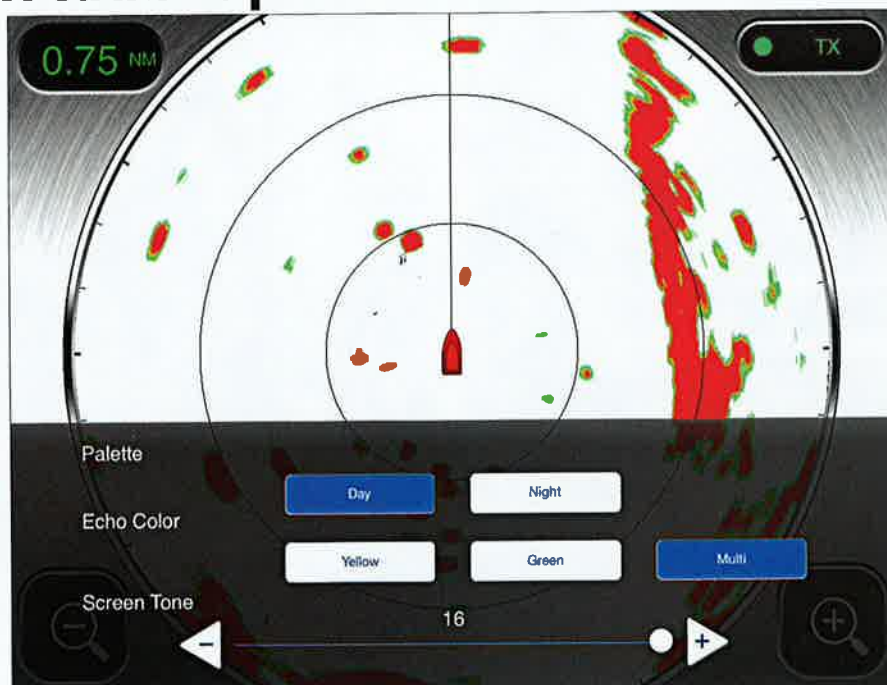 0.75 NM
TX
Palette
Day
Night
Echo Color
Yellow
Green
Multi
Screen Tone
16